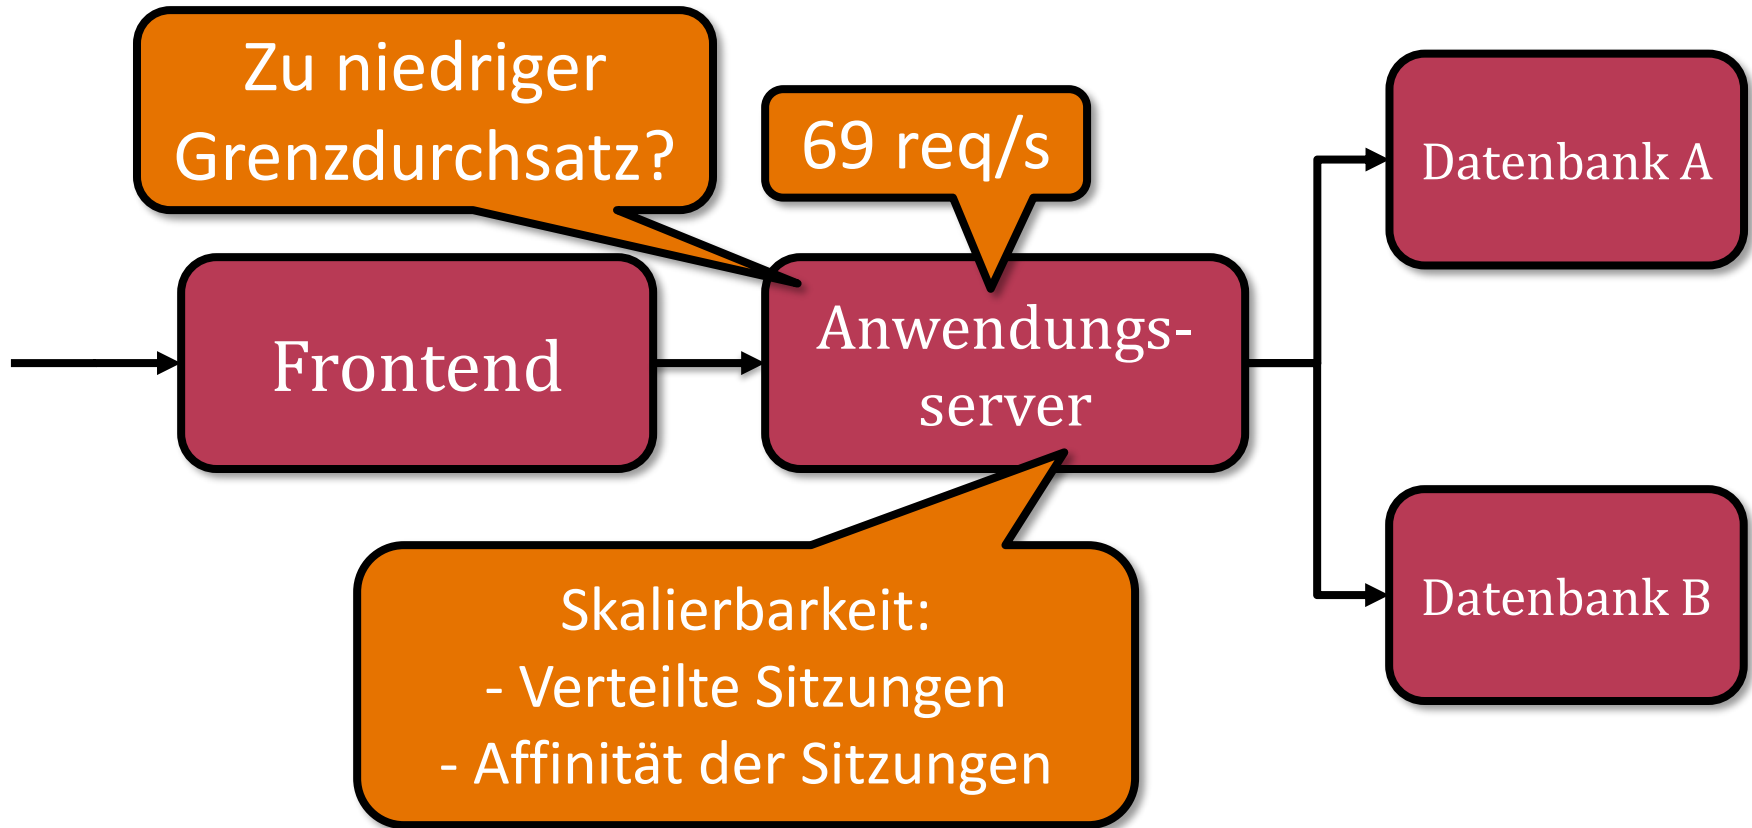 Zu niedriger
Grenzdurchsatz?
69 req/s
Datenbank A
Frontend
Anwendungs-
server
Skalierbarkeit:
- Verteilte Sitzungen
- Affinität der Sitzungen
Datenbank B